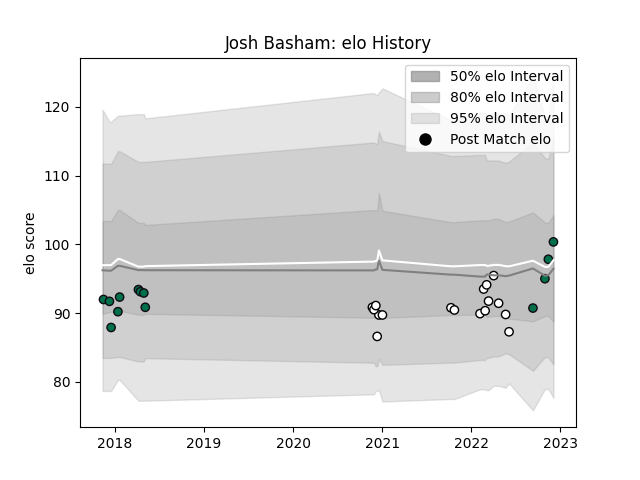 Josh Basham: elo History
50% elo Interval
80% elo Interval
95% elo Interval
Post Match elo
elo score
120
110
100
90
80
2018 2019 2020 2021 2022 2023